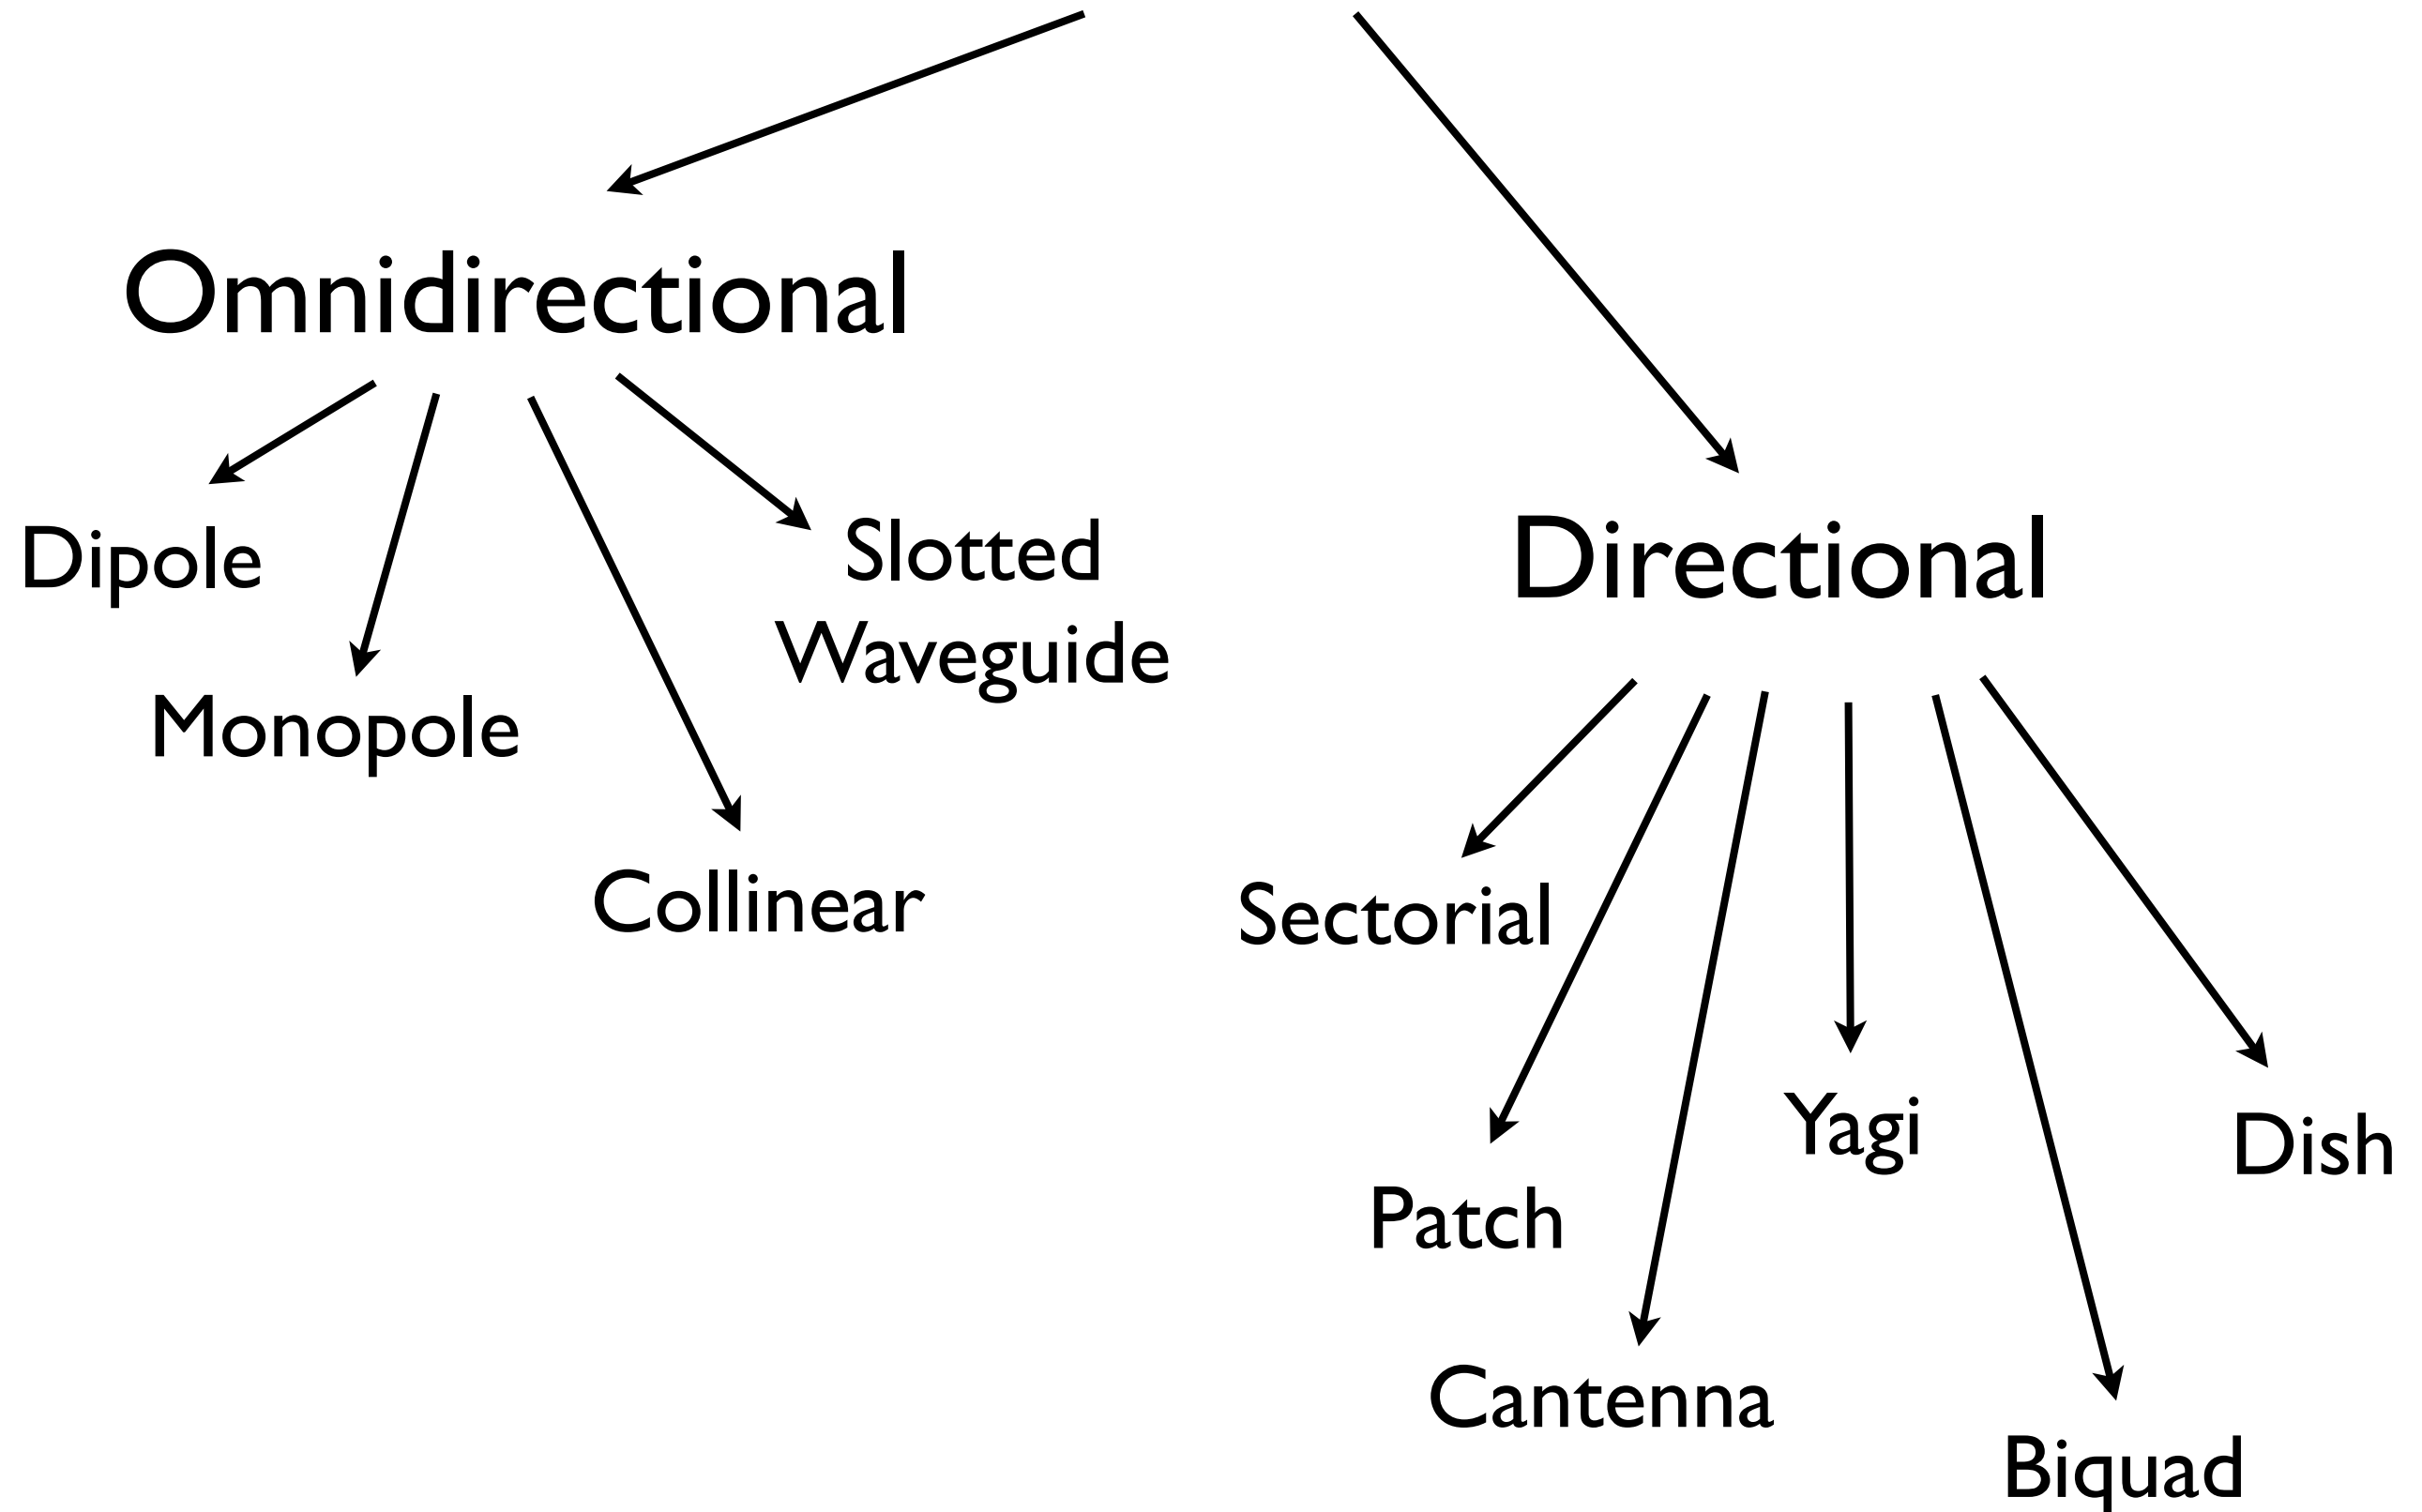 Omnidirectional
Dipole
Slotted
Waveguide
Monopole
Collinear
Directional
Sectorial
Patch
Cantenna
Yagi
Biquad
Dish